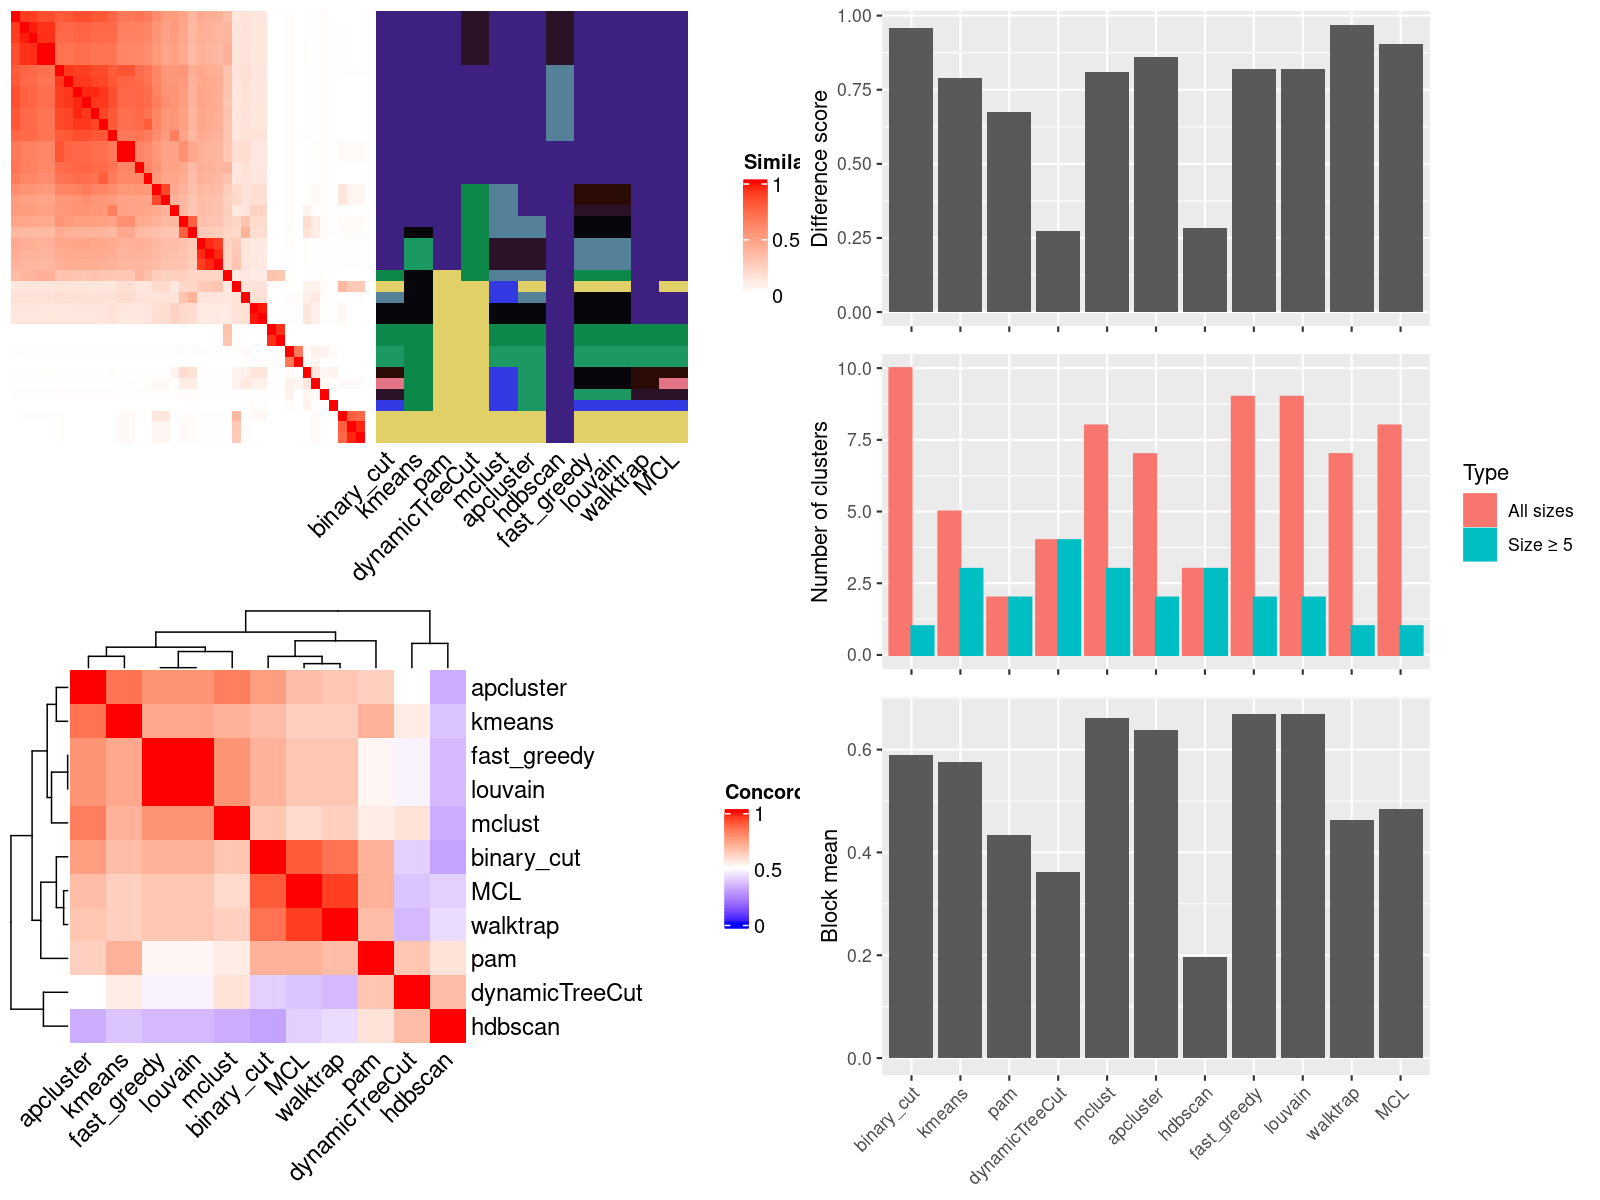 Simila
1
0.5
0
binary_cut
kmeans
pam
dynamicTreeCut
mclust
apcluster
hdbscan
fast_greedy
louvain
walktrap
MCL
apcluster
kmeans
fast_greedy
louvain
mclust
binary_cut
MCL
walktrap
pam
dynamicTreeCut
hdbscan
apcluster
kmeans
fast_greedy
louvain
mclust
binary_cut
MCL
walktrap
pam
dynamicTreeCut
hdbscan
Concord
1
0.5
0
Difference score
1.00
0.75
0.50
0.25
0.00
Number of clusters
10.0
7.5
5.0
2.5
0.0
Type
All sizes
Size ≥ 5
Block mean
0.6
0.4
0.2
0.0
binary_cut
kmeans
pam
dynamicTreeCut
mclust
apcluster
hdbscan
fast_greedy
louvain
walktrap
MCL